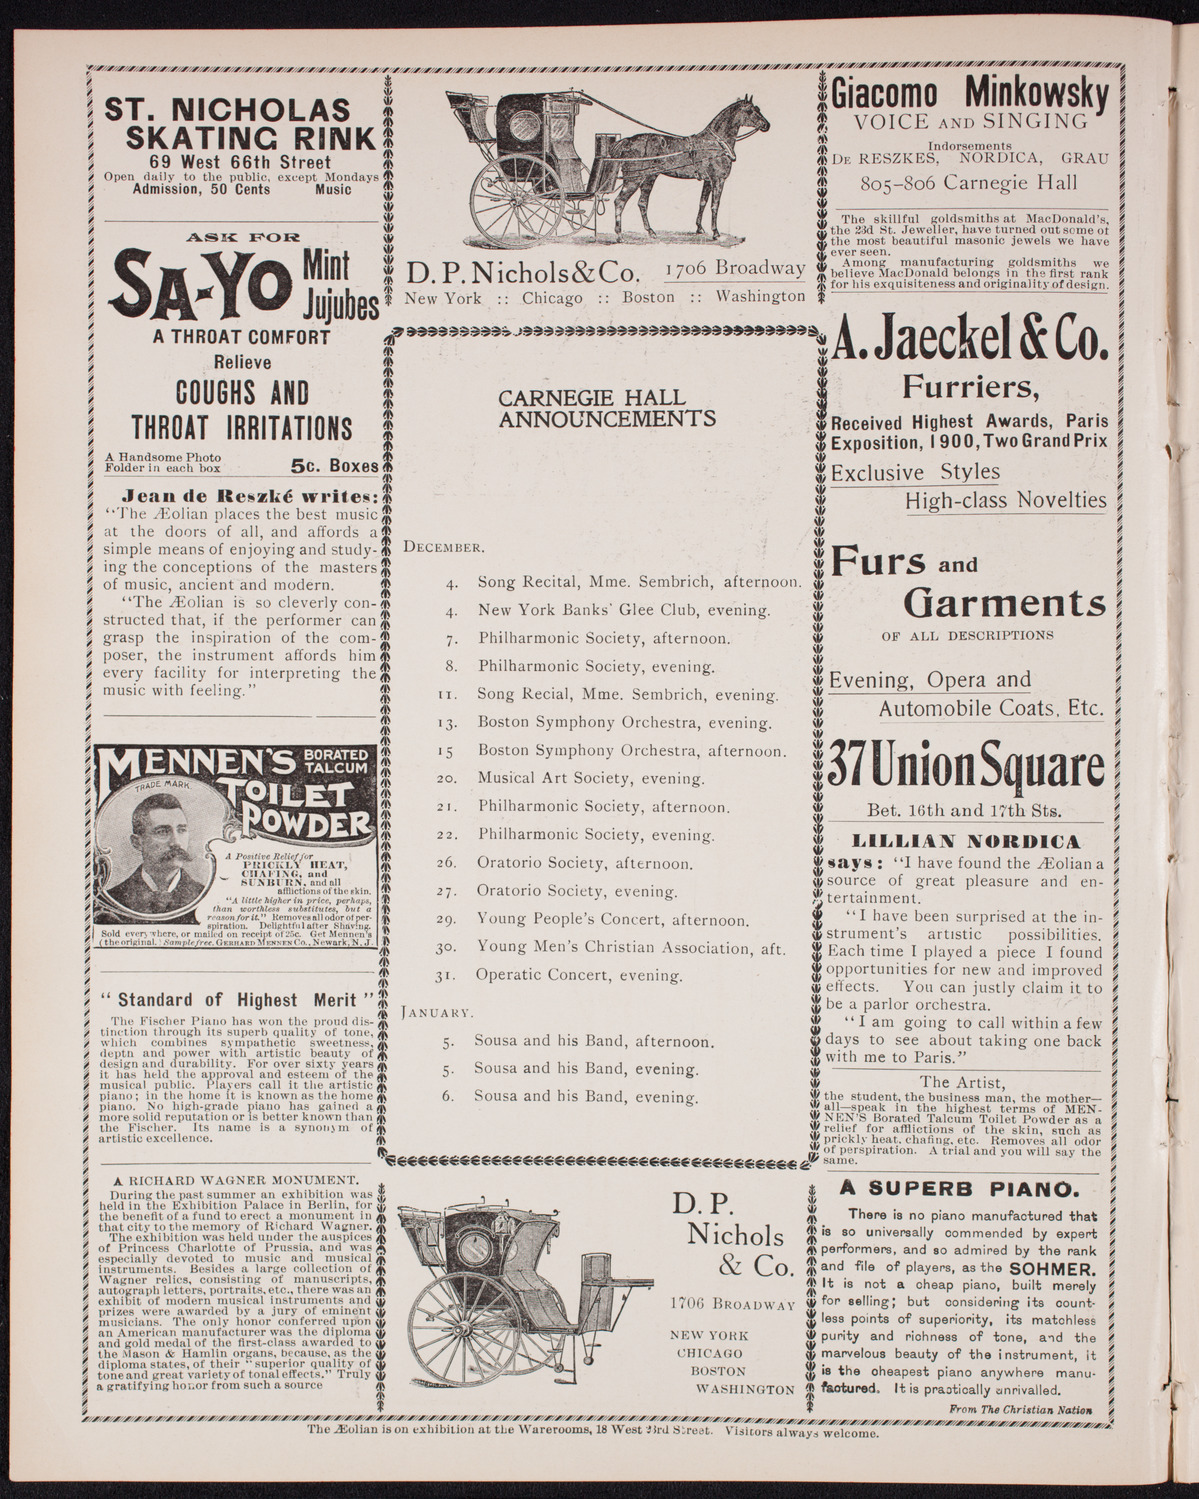 ST. NICHOLAS
SKATING RINK
69 West 66th Street
Open daily to the public, except Mondays
Admission, 50 Cents Music
ASK FOR
SA-YO Mint
Jujubes
A THROAT COMFORT
Relieve
COUGHS AND
THROAT IRRITATIONS
A Handsome Photo
Folder in each box
5c. Boxes
Jean de Reszké writes:
"The Æolian places the best music
at the doors of all, and affords a
simple means of enjoying and study-
ing the conceptions of the masters
of music, ancient and modern.
"The Æolian is so cleverly con-
structed that, if the performer can
grasp the inspiration of the com-
poser, the instrument affords him
every facility for interpreting the
music with feeling."
MENNEN'S BORATED
TALCUM
TOILET
POWDER
TRADE MARK
A Positive Relief for
PRICKLY HEAT,
CHAFING, and
SUNBURN, and all
afflictions of the skin.
"A little higher in price, perhaps,
than worthless substitutes, but a
reason for it." Removes all odor of per-
spiration. Delightful after Shaving.
Sold everywhere, or mailed on receipt of 25c. Get Mennen's
(the original.) Sample free. GERHARD MENNEN CO., Newark, N. J.
"Standard of Highest Merit"
The Fischer Piano has won the proud dis-
tinction through its superb quality of tone,
which combines sympathetic sweetness,
depth and power with artistic beauty of
design and durability. For over sixty years
it has held the approval and esteem of the
musical public. Players call it the artistic
piano; in the home it is known as the home
piano. No high-grade piano has gained a
more solid reputation or is better known than
the Fischer. Its name is a synonym of
artistic excellence.
A RICHARD WAGNER MONUMENT.
During the past summer an exhibition was
held in the Exhibition Palace in Berlin, for
the benefit of a fund to erect a monument in
that city to the memory of Richard Wagner.
The exhibition was held under the auspices
of Princess Charlotte of Prussia, and was
especially devoted to music and musical
instruments. Besides a large collection of
Wagner relics, consisting of manuscripts,
autograph letters, portraits, etc., there was an
exhibit of modern musical instruments and
prizes were awarded by a jury of eminent
musicians. The only honor conferred upon
an American manufacturer was the diploma
and gold medal of the first-class awarded to
the Mason & Hamlin organs, because, as the
diploma states, of their "superior quality of
tone and great variety of tonal effects." Truly
a gratifying honor from such a source
D. P. Nichols & Co. 1706 Broadway
New York :: Chicago :: Boston :: Washington
CARNEGIE HALL
ANNOUNCEMENTS
DECEMBER.
4. Song Recital, Mme. Sembrich, afternoon.
4. New York Banks' Glee Club, evening.
7. Philharmonic Society, afternoon.
8. Philharmonic Society, evening.
11. Song Recial, Mme. Sembrich, evening.
13. Boston Symphony Orchestra, evening.
15 Boston Symphony Orchestra, afternoon.
20. Musical Art Society, evening.
21. Philharmonic Society, afternoon.
22. Philharmonic Society, evening.
26. Oratorio Society, afternoon.
27. Oratorio Society, evening.
29. Young People's Concert, afternoon.
30. Young Men's Christian Association, aft.
31. Operatic Concert, evening.
JANUARY.
5. Sousa and his Band, afternoon.
5. Sousa and his Band, evening.
6. Sousa and his Band, evening.
D. P.
Nichols
& Co.
1706 BROADWAY
NEW YORK
CHICAGO
BOSTON
WASHINGTON
Giacomo Minkowsky
VOICE AND SINGING
Indorsements
DE RESZKES, NORDICA, GRAU
805-806 Carnegie Hall
The skillful goldsmiths at MacDonald's,
the 23d St. Jeweller, have turned out some of
the most beautiful masonic jewels we have
ever seen.
Among manufacturing goldsmiths we
believe MacDonald belongs in the first rank
for his exquisiteness and originality of design.
A. Jaeckel & Co.
Furriers,
Received Highest Awards, Paris
Exposition, 1900, Two Grand Prix
Exclusive Styles
High-class Novelties
Furs and
Garments
OF ALL DESCRIPTIONS
Evening, Opera and
Automobile Coats, Etc.
37 Union Square
Bet. 16th and 17th Sts.
LILLIAN NORDICA
says: "I have found the Æolian a
source of great pleasure and en-
tertainment.
"I have been surprised at the in-
strument's artistic possibilities.
Each time I played a piece I found
opportunities for new and improved
effects. You can justly claim it to
be a parlor orchestra.
"I am going to call within a few
days to see about taking one back
with me to Paris."
The Artist,
the student, the business man, the mother—
all—speak in the highest terms of MEN-
NEN'S Borated Talcum Toilet Powder as a
relief for afflictions of the skin, such as
prickly heat, chafing, etc. Removes all odor
of perspiration. A trial and you will say the
same.
A SUPERB PIANO.
There is no piano manufactured that
is so universally commended by expert
performers, and so admired by the rank
and file of players, as the SOHMER.
It is not a cheap piano, built merely
for selling; but considering its count-
less points of superiority, its matchless
purity and richness of tone, and the
marvelous beauty of the instrument, it
is the cheapest piano anywhere manu-
factured. It is practically unrivalled.
From The Christian Nation
The Æolian is on exhibition at the Warerooms, 18 West 23rd Street. Visitors always welcome.